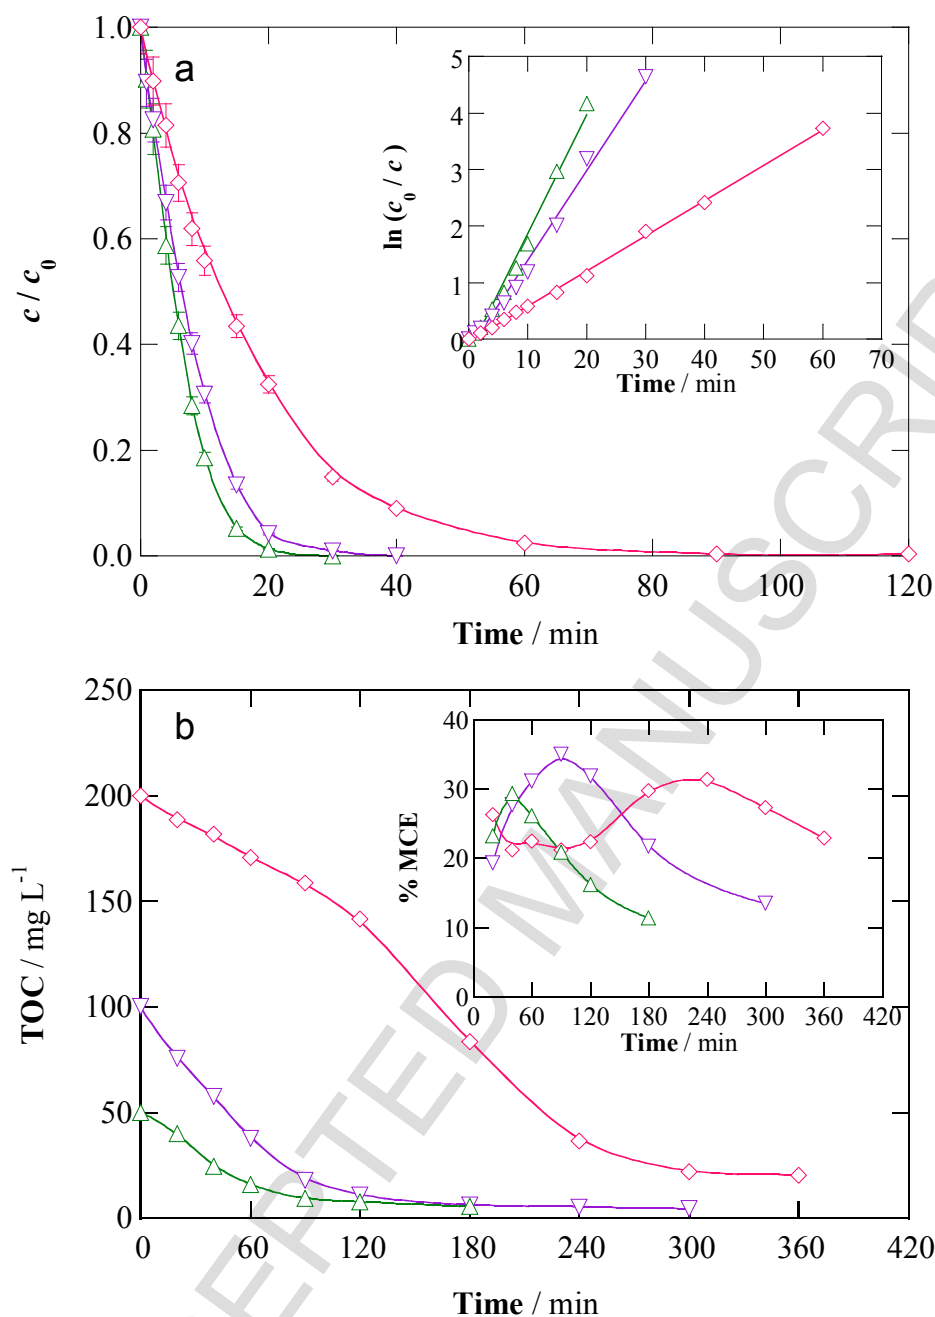 a
1.0
0.8
0.6
0.4
0.2
0.0
c / c0
0 20 40 60 80 100 120
Time / min
5
4
3
2
1
0
ln (c0 / c)
0 10 20 30 40 50 60 70
Time / min
b
250
200
150
100
50
0
TOC / mg L-1
0 60 120 180 240 300 360 420
Time / min
40
30
20
10
0
% MCE
0 60 120 180 240 300 360 420
Time / min
EPTED MANUSCRIP